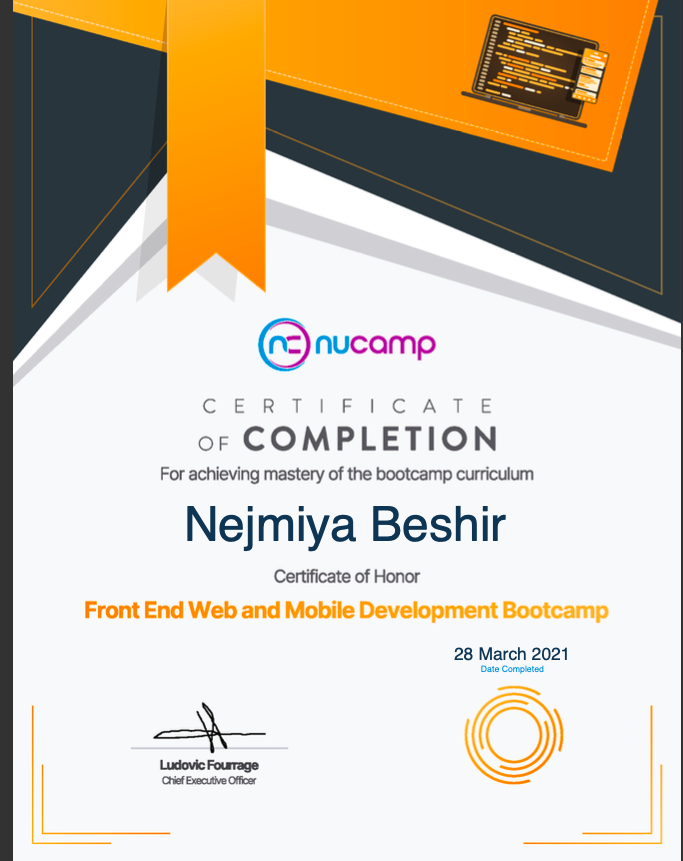 nucamp
CERTIFICATE
OF COMPLETION
For achieving mastery of the bootcamp curriculum
Nejmiya Beshir
Certificate of Honor
Front End Web and Mobile Development Bootcamp
28 March 2021
Date Completed
Ludovic Fourrage
Chief Executive Officer